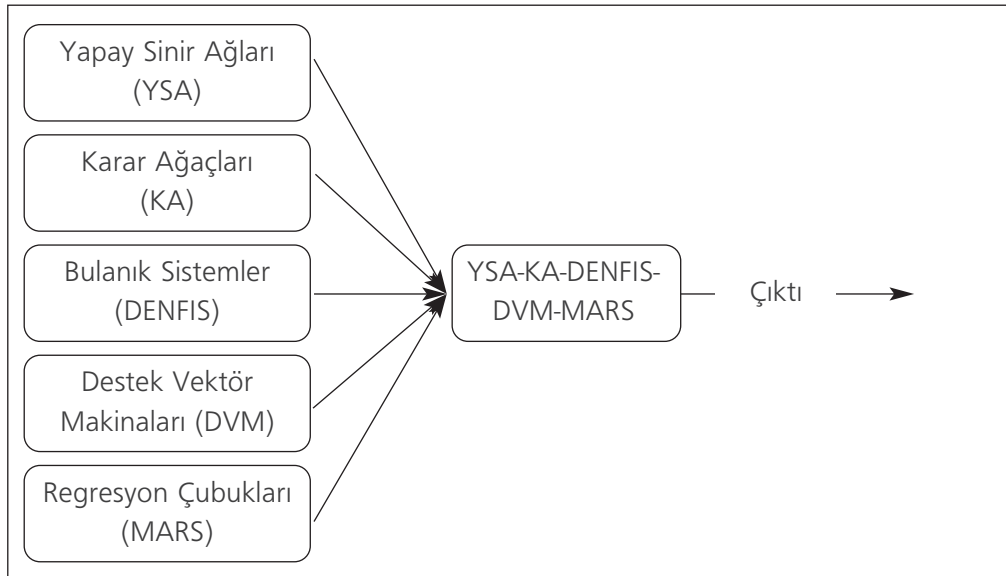 Yapay Sinir Ağları
(YSA)
Karar Ağaçları
(KA)
Bulanık Sistemler
(DENFIS)
Destek Vektör
Makinaları (DVM)
Regresyon Çubukları
(MARS)
YSA-KA-DENFIS-
DVM-MARS
Çıktı